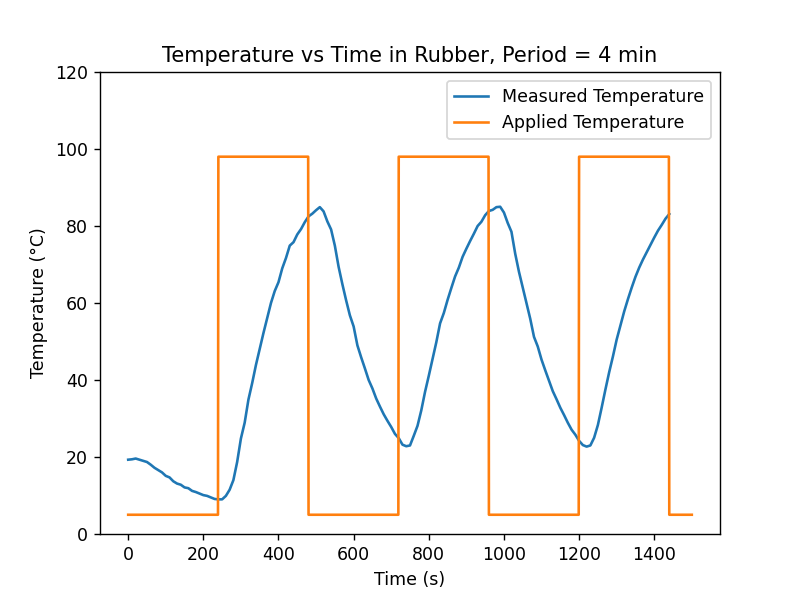 Temperature vs Time in Rubber, Period = 4 min
Measured Temperature
Applied Temperature
Temperature (°C)
120
100
80
60
40
20
0
0 200 400 600 800 1000 1200 1400
Time (s)